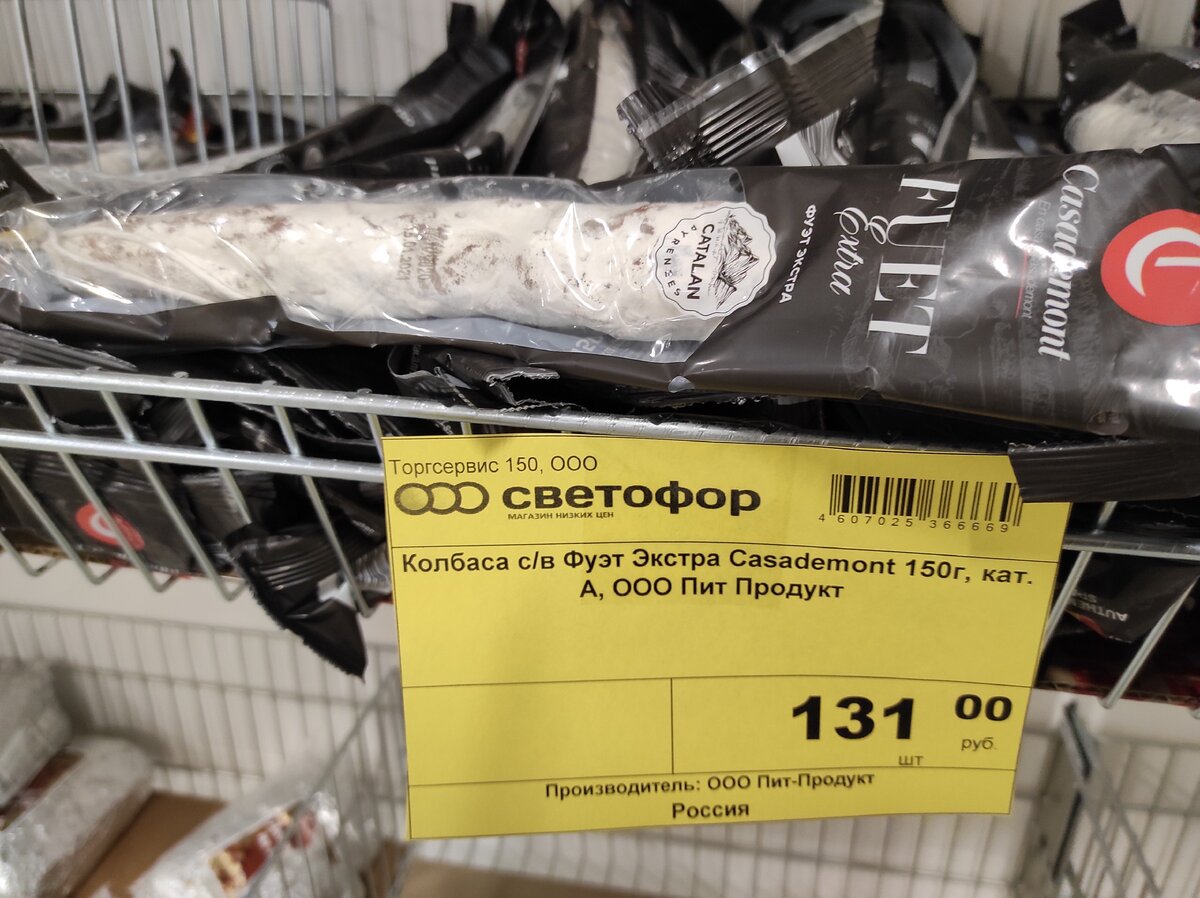 CATALAN
PYRENEES
ФУЭТ ЭКСТРА
FUET
Extra
Casademont
Торгсервис 150, ООО
светофор
МАГАЗИН НИЗКИХ ЦЕН
4 607025 366669
Колбаса с/в Фуэт Экстра Casademont 150г, кат.
А, ООО Пит Продукт
131 00
шт руб.
Производитель: ООО Пит-Продукт
Россия